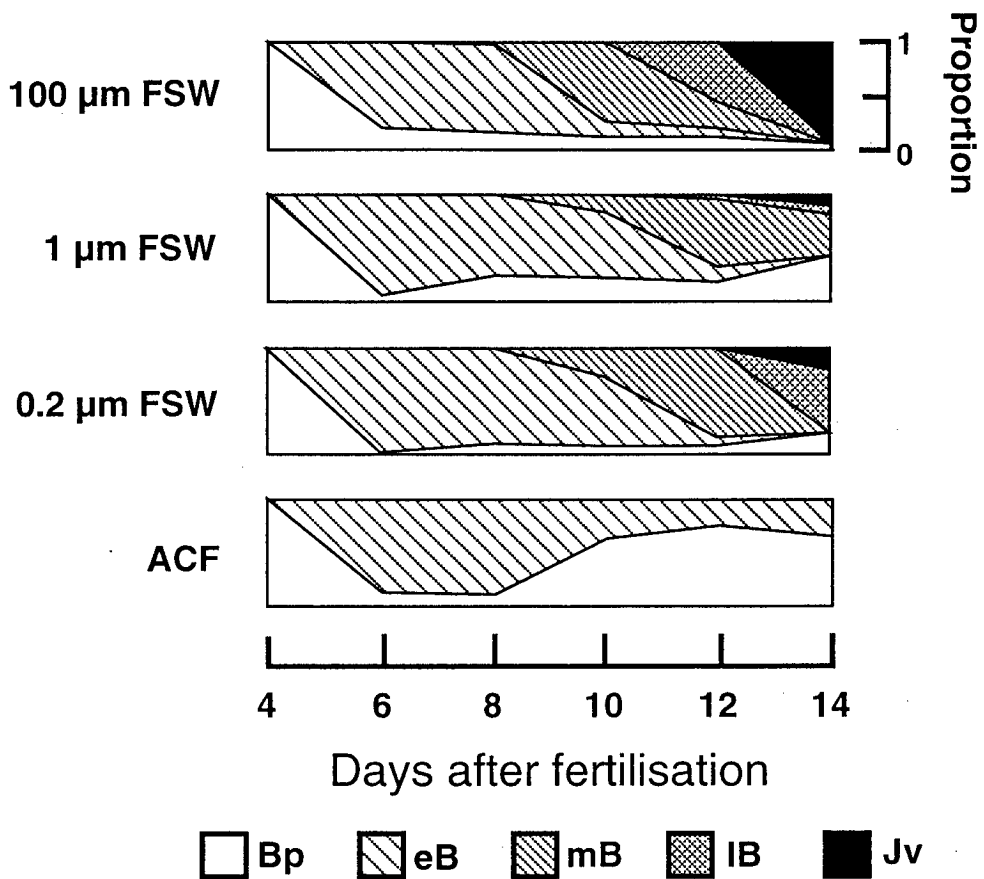 Proportion
1
0
100 µm FSW
1 µm FSW
0.2 µm FSW
ACF
4 6 8 10 12 14
Days after fertilisation
Bp eB mB lB Jv